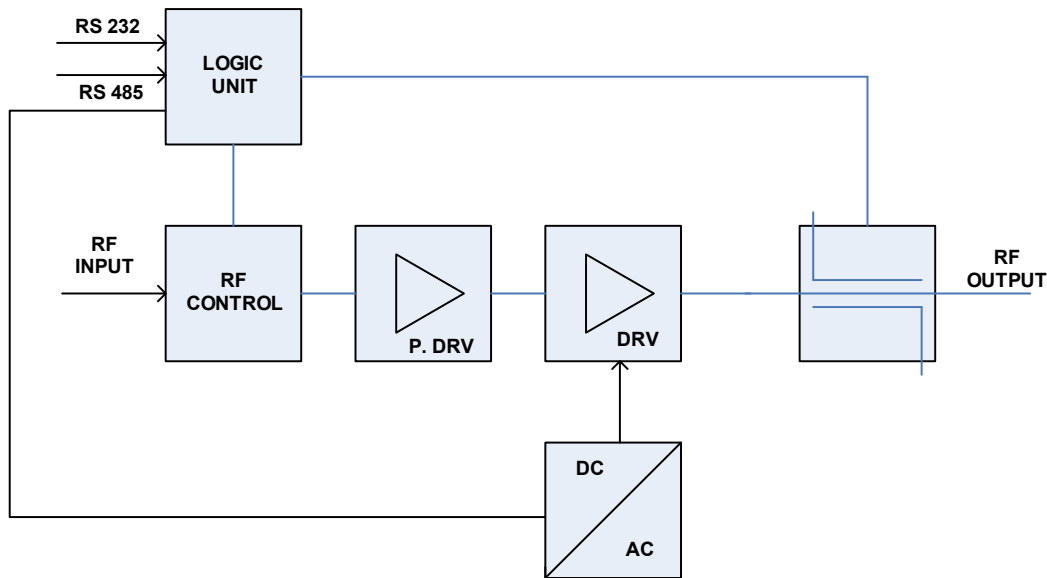 RS 232
LOGIC
UNIT
RS 485
RF
INPUT
RF
CONTROL
P. DRV
DRV
RF
OUTPUT
DC
AC